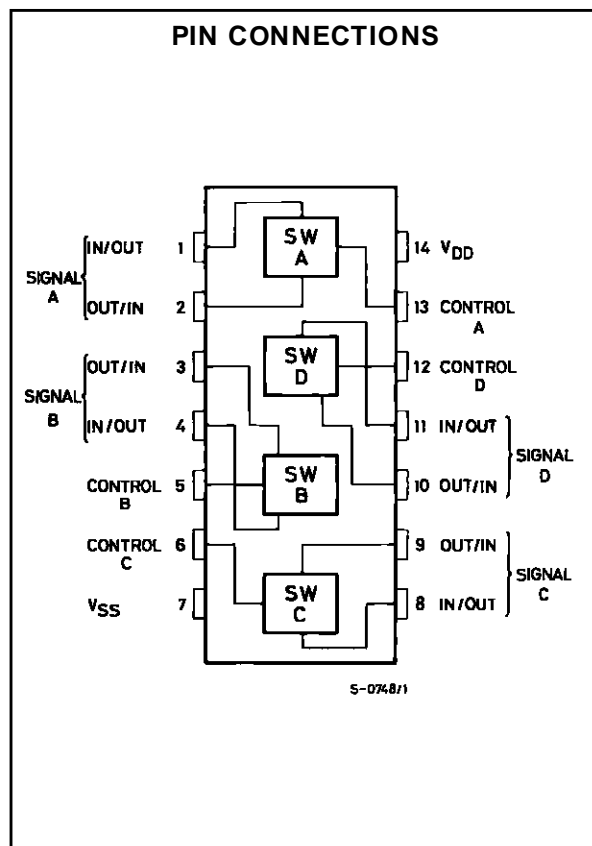 PIN CONNECTIONS
SIGNAL A
IN/OUT 1
OUT/IN 2
SIGNAL B
OUT/IN 3
IN/OUT 4
CONTROL B 5
CONTROL C 6
VSS 7
SW A
SW D
SW B
SW C
14 VDD
13 CONTROL A
12 CONTROL D
11 IN/OUT
10 OUT/IN
SIGNAL D
9 OUT/IN
8 IN/OUT
SIGNAL C
S-0748/1